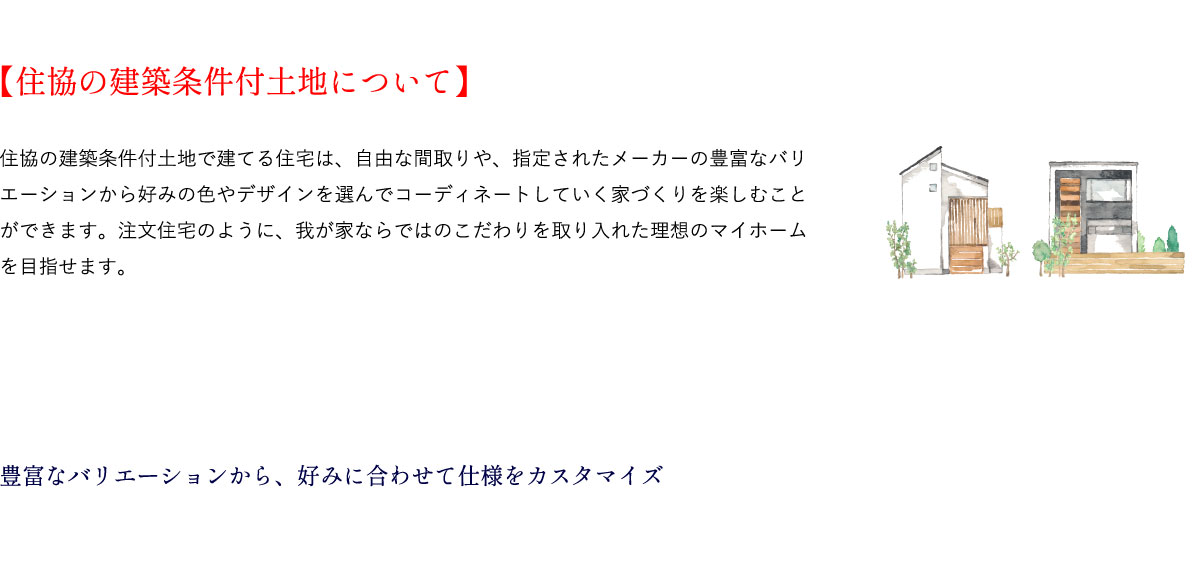 【住協の建築条件付土地について】
住協の建築条件付土地で建てる住宅は、自由な間取りや、指定されたメーカーの豊富なバリ
エーションから好みの色やデザインを選んでコーディネートしていく家づくりを楽しむこと
ができます。注文住宅のように、我が家ならではのこだわりを取り入れた理想のマイホーム
を目指せます。
豊富なバリエーションから、好みに合わせて仕様をカスタマイズ